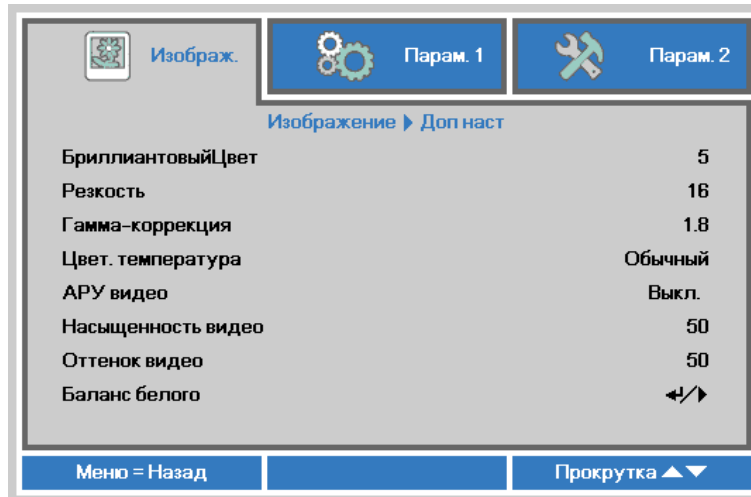 Изображ. Парам. 1 Парам. 2
Изображение ▶ Доп наст
БриллиантовыйЦвет 5
Резкость 16
Гамма-коррекция 1.8
Цвет. температура Обычный
АРУ видео Выкл.
Насыщенность видео 50
Оттенок видео 50
Баланс белого ↵/▶
Меню = Назад Прокрутка ▲▼